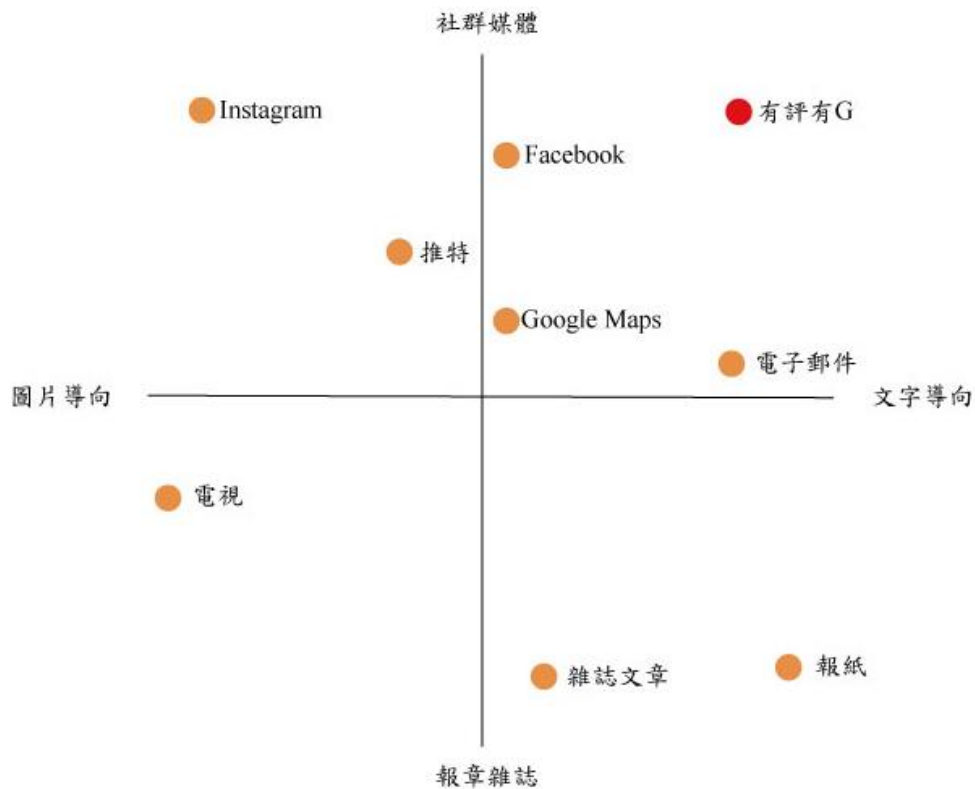 社群媒體
Instagram
有評有G
Facebook
推特
Google Maps
電子郵件
圖片導向
文字導向
電視
雜誌文章
報紙
報章雜誌